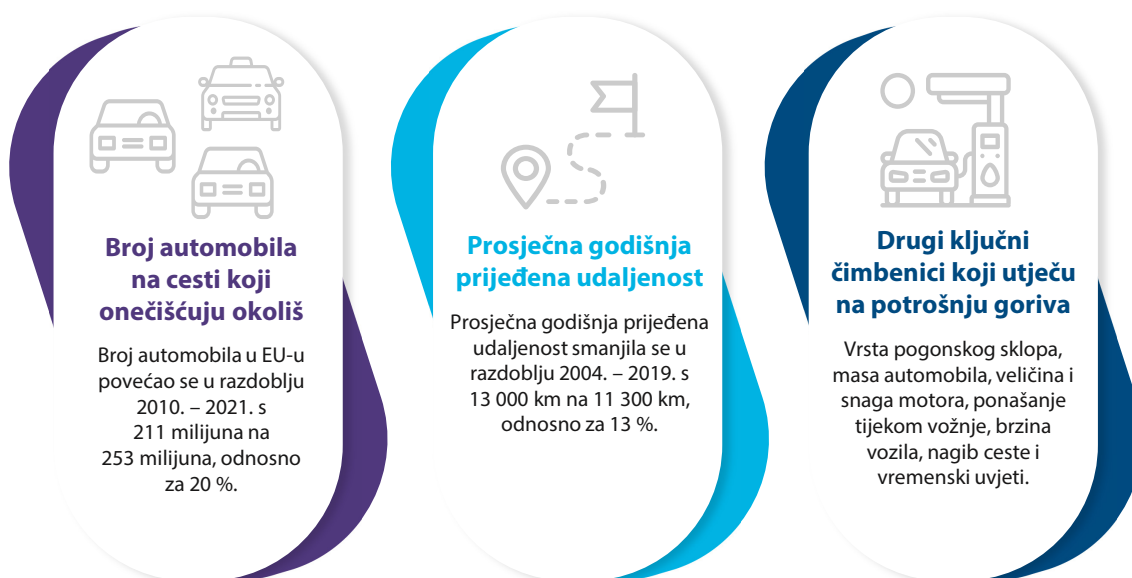 Broj automobila
na cesti koji
onečišćuju okoliš
Broj automobila u EU-u
povećao se u razdoblju
2010. – 2021. s
211 milijuna na
253 milijuna, odnosno
za 20 %.
Prosječna godišnja
prijeđena udaljenost
Prosječna godišnja prijeđena
udaljenost smanjila se u
razdoblju 2004. – 2019. s
13 000 km na 11 300 km,
odnosno za 13 %.
Drugi ključni
čimbenici koji utječu
na potrošnju goriva
Vrsta pogonskog sklopa,
masa automobila, veličina i
snaga motora, ponašanje
tijekom vožnje, brzina
vozila, nagib ceste i
vremenski uvjeti.